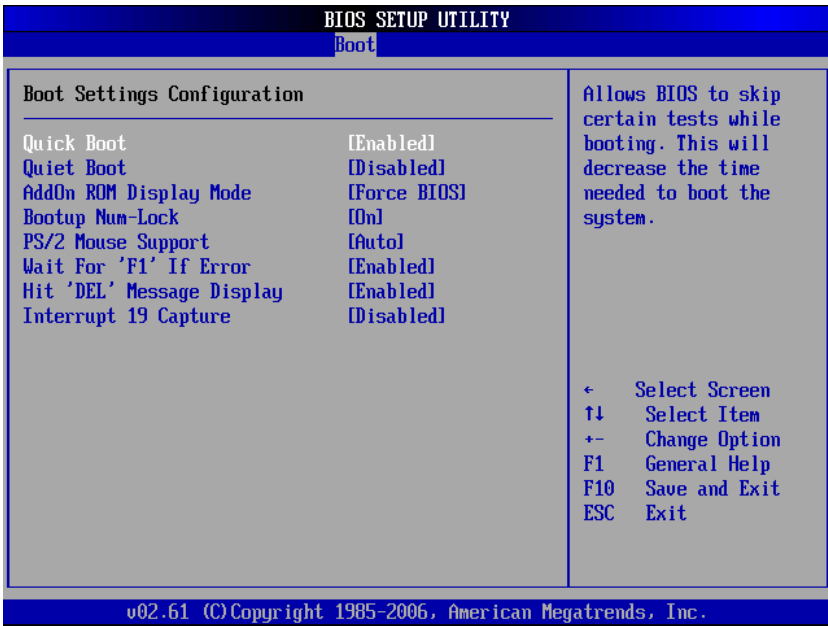 BIOS SETUP UTILITY
Boot
Boot Settings Configuration
Quick Boot [Enabled]
Quiet Boot [Disabled]
AddOn ROM Display Mode [Force BIOS]
Bootup Num-Lock [On]
PS/2 Mouse Support [Auto]
Wait For 'F1' If Error [Enabled]
Hit 'DEL' Message Display [Enabled]
Interrupt 19 Capture [Disabled]
Allows BIOS to skip
certain tests while
booting. This will
decrease the time
needed to boot the
system.
← Select Screen
↑↓ Select Item
+- Change Option
F1 General Help
F10 Save and Exit
ESC Exit
v02.61 (C)Copyright 1985-2006, American Megatrends, Inc.